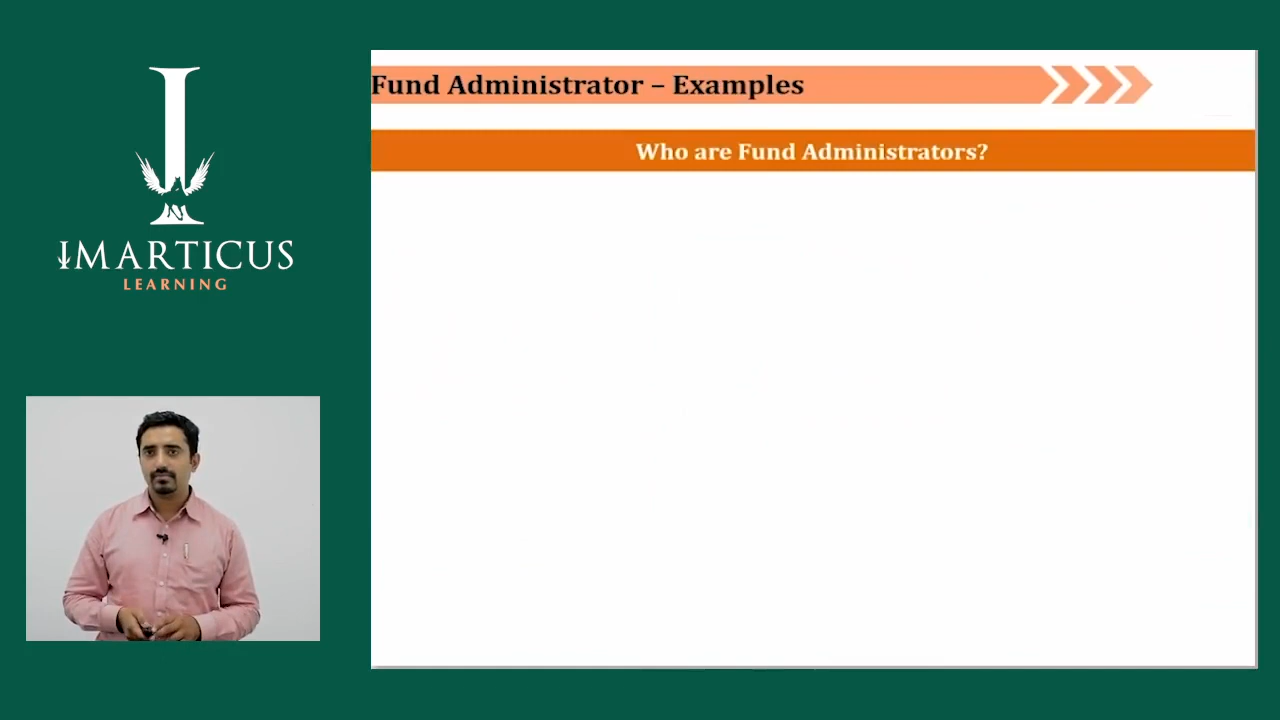 IMARTICUS
LEARNING
Fund Administrator – Examples
Who are Fund Administrators?